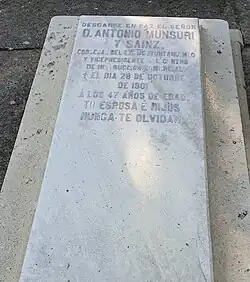 DESCANSE EN PAZ EL SEÑOR
D. ANTONIO MUNSURI
Y SAINZ.
Y VICEPRESIDENTE
† EL DIA 28 DE OCTUBRE
DE 1901
A LOS 47 AÑOS DE EDAD.
TU ESPOSA É HIJOS
NUNCA TE OLVIDAN